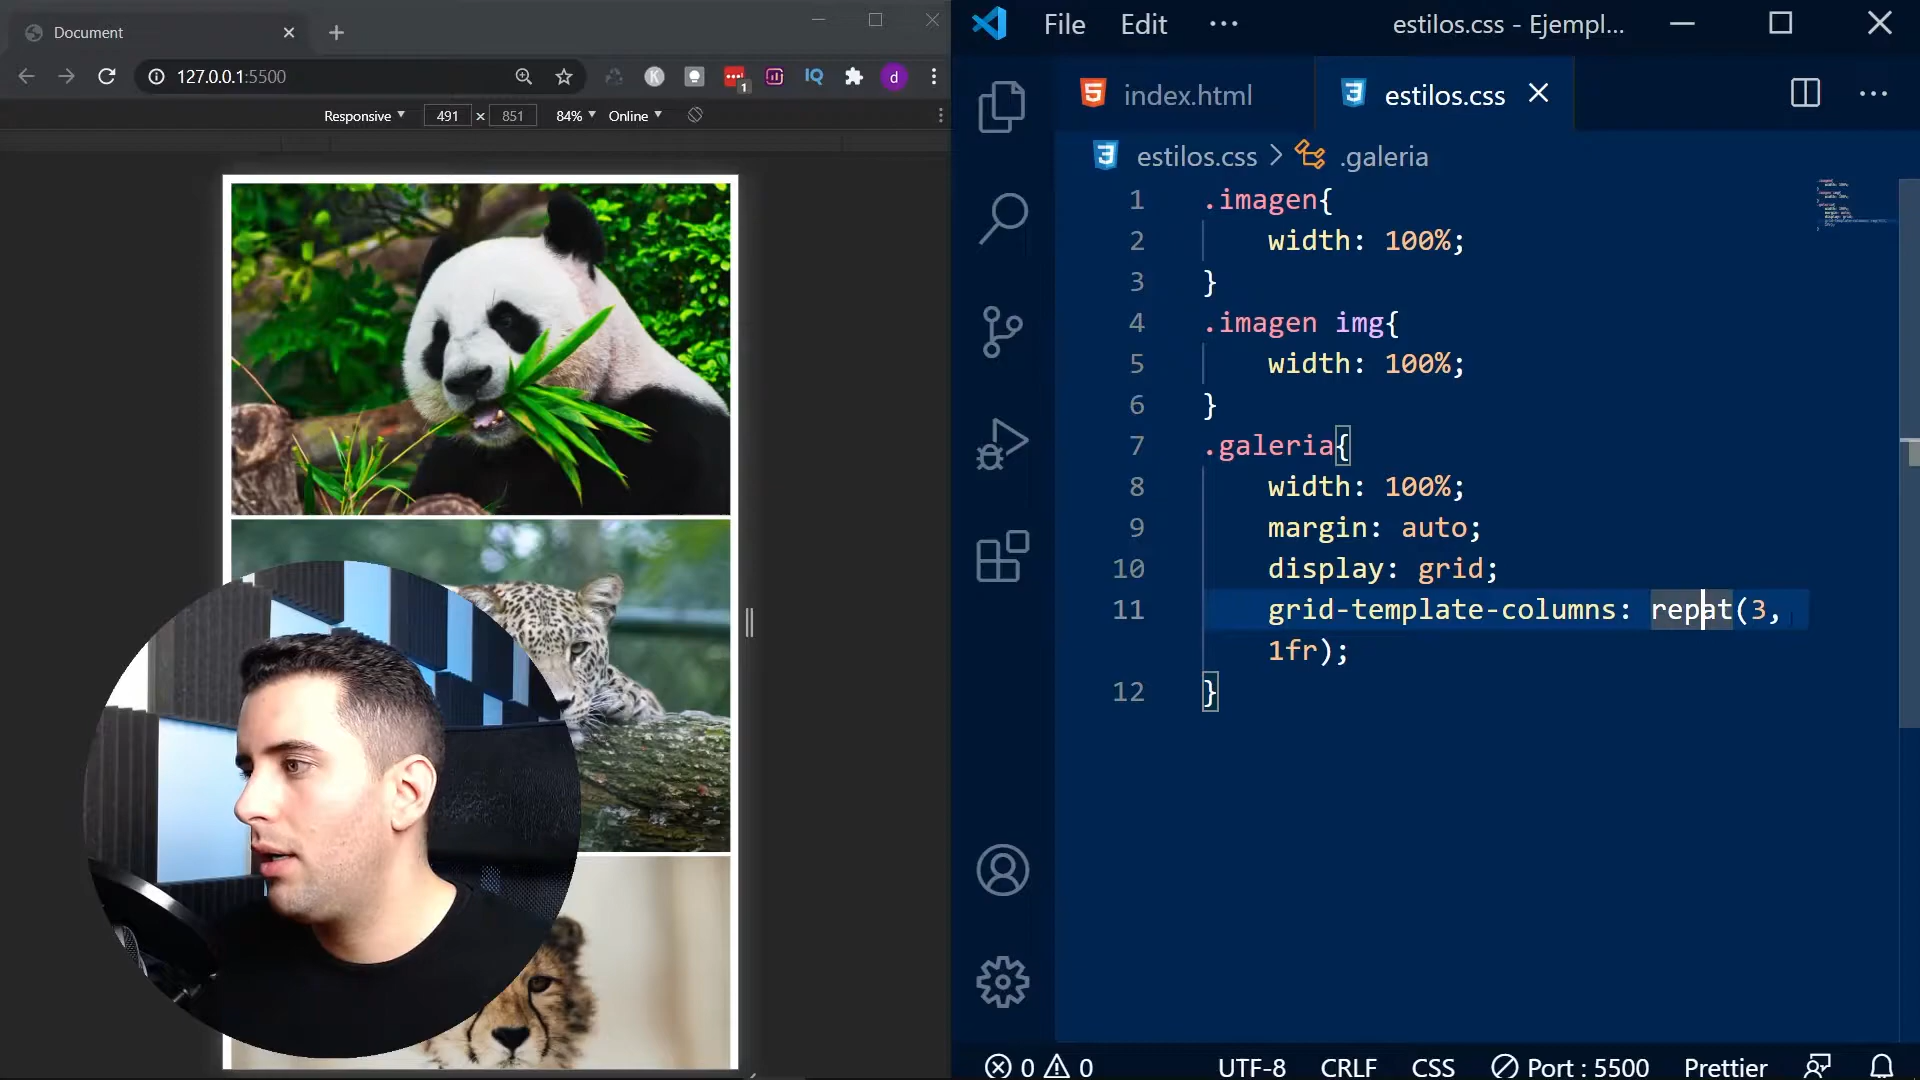 Document
127.0.0.1:5500
K
1
IQ
d
Responsive
491 × 851
84%
Online
File Edit ···
estilos.css - Ejempl...
index.html
estilos.css
estilos.css > .galeria
1 .imagen{
2 width: 100%;
3 }
4 .imagen img{
5 width: 100%;
6 }
7 .galeria{
8 width: 100%;
9 margin: auto;
10 display: grid;
11 grid-template-columns: repat(3,
1fr);
12 }
0 0
UTF-8
CRLF
CSS
Port : 5500
Prettier